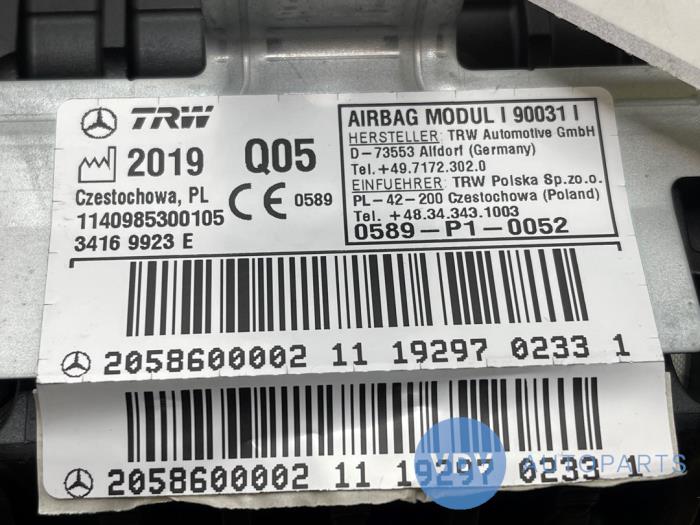 TRW
2019 Q05
Czestochowa, PL
1140985300105
3416 9923 E
CE 0589
AIRBAG MODUL I 90031 I
HERSTELLER: TRW Automotive GmbH
D-73553 Alfdorf (Germany)
Tel.+49.7172.302.0
EINFUEHRER: TRW Polska Sp.zo.o.
PL-42-200 Czestochowa (Poland)
Tel. +48.34.343.1003
0589-P1-0052
2058600002 11 19297 0233 1
2058600002 11 19297 0233 1
VDV AUTOPARTS